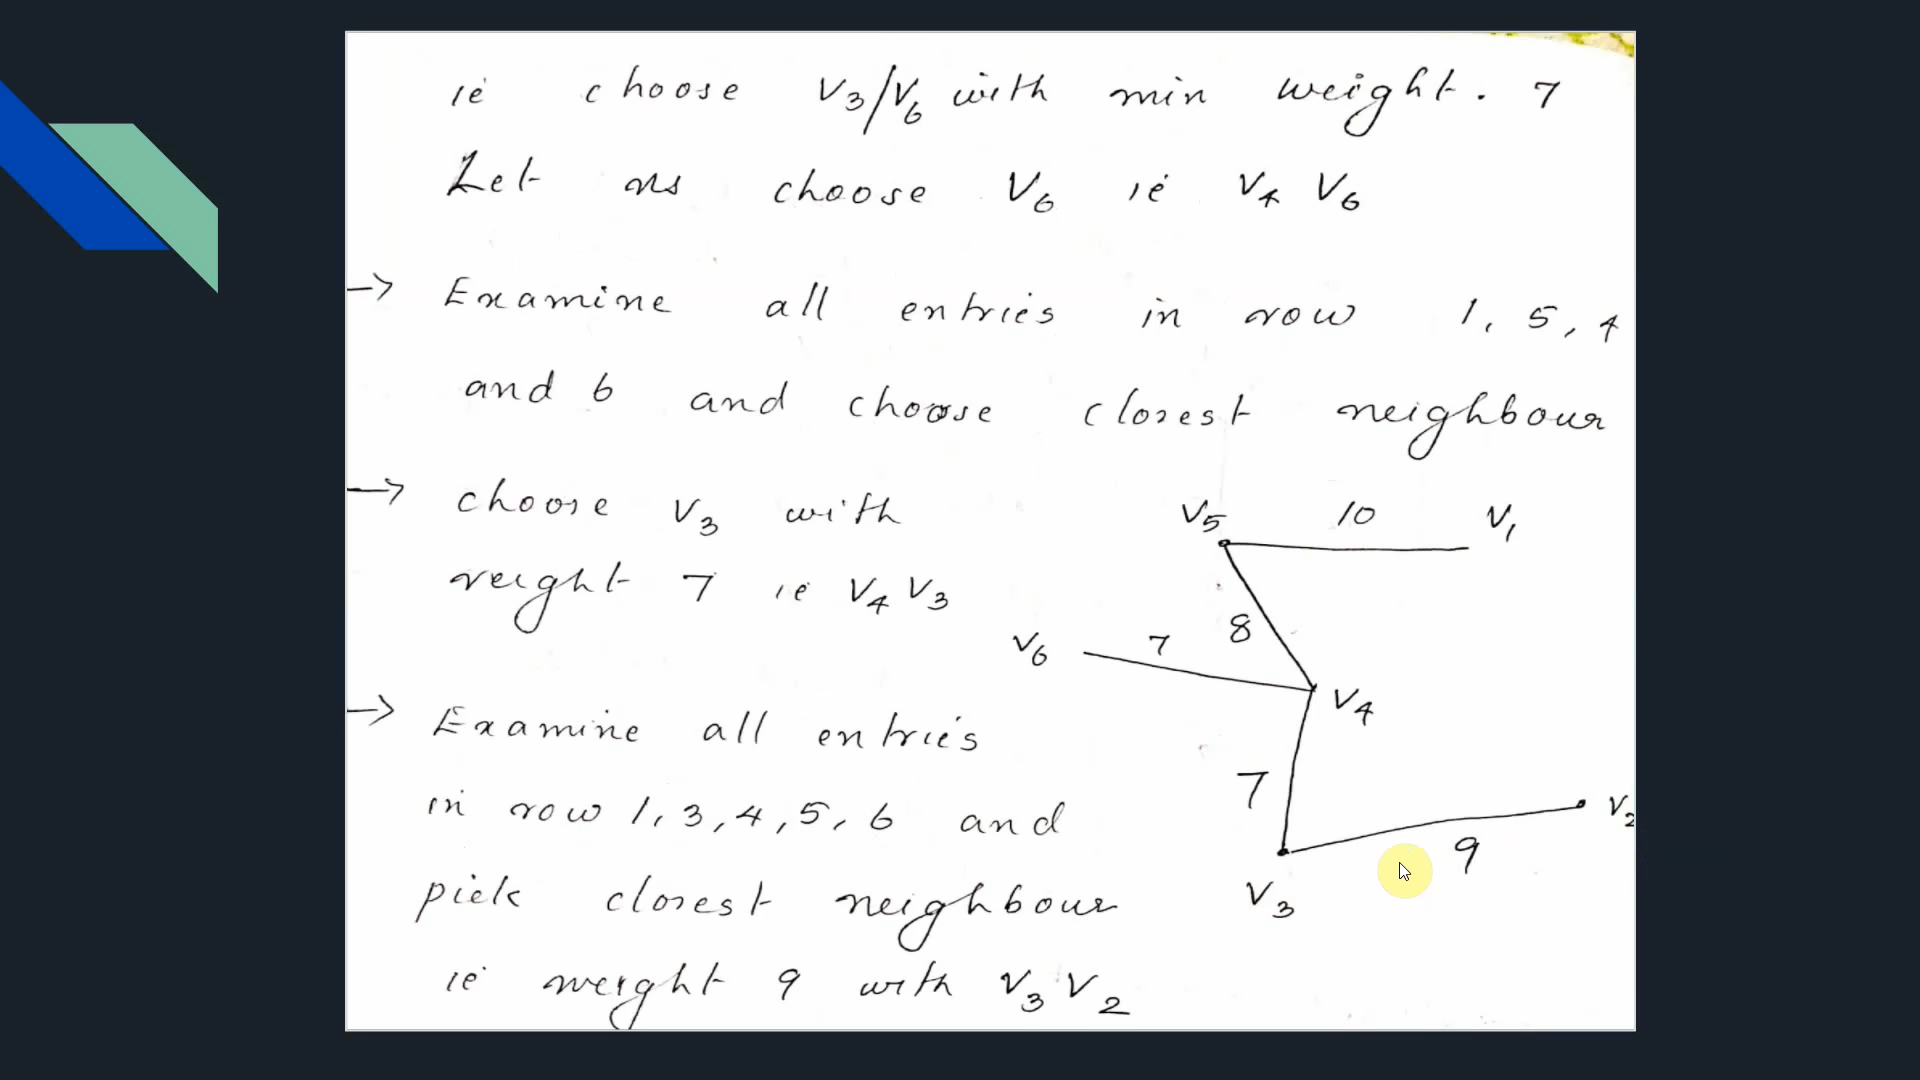 ie choose V3/V6 with min weight. 7
Let us choose V6 ie V4 V6
→ Examine all entries in row 1, 5, 4
and 6 and choose closest neighbour
→ choose V3 with
weight 7 ie V4 V3
→ Examine all entries
in row 1, 3, 4, 5, 6 and
pick closest neighbour
ie weight 9 with V3 V2
V5 10 V1
8
V6 7
V4
7
V2
9
V3